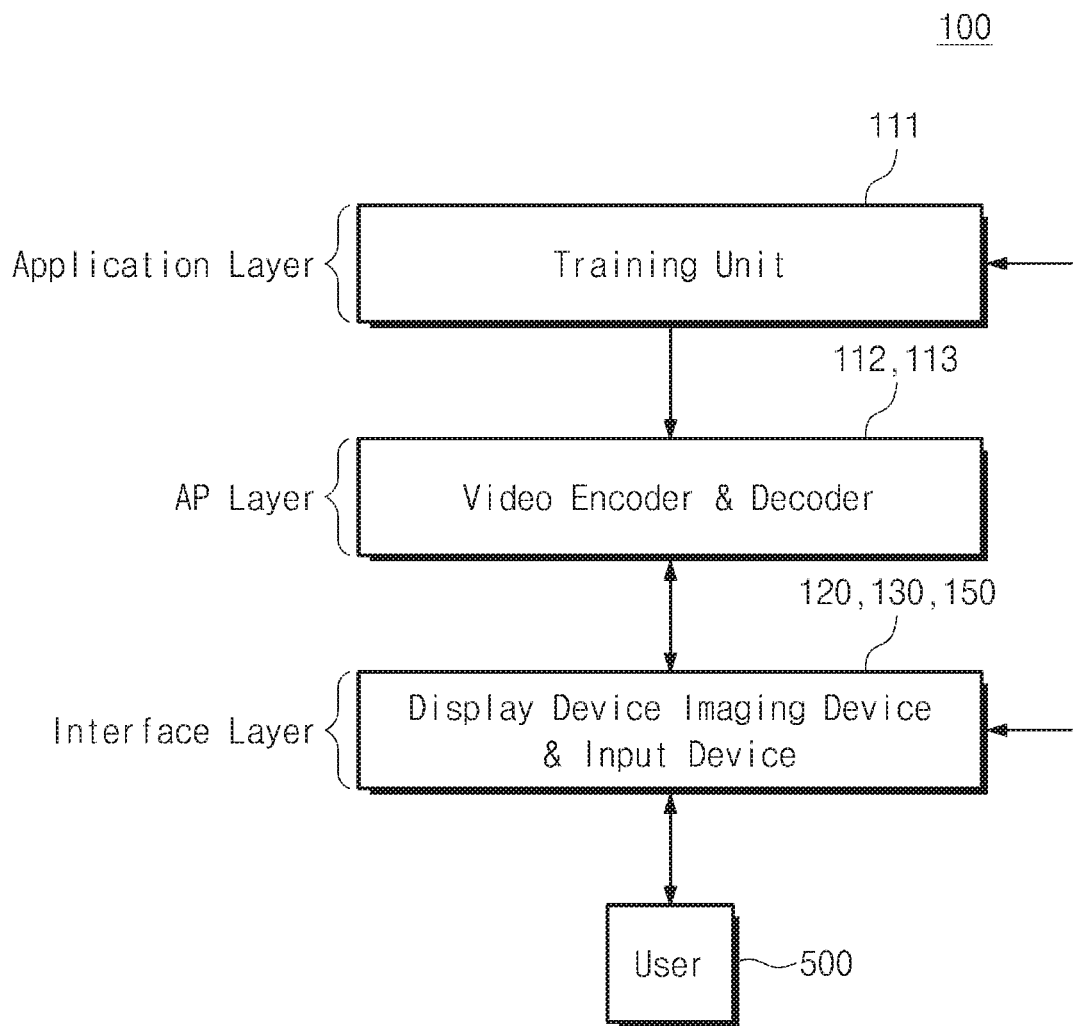 100
111
Application Layer
Training Unit
112,113
AP Layer
Video Encoder & Decoder
120,130,150
Interface Layer
Display Device Imaging Device
& Input Device
User
500